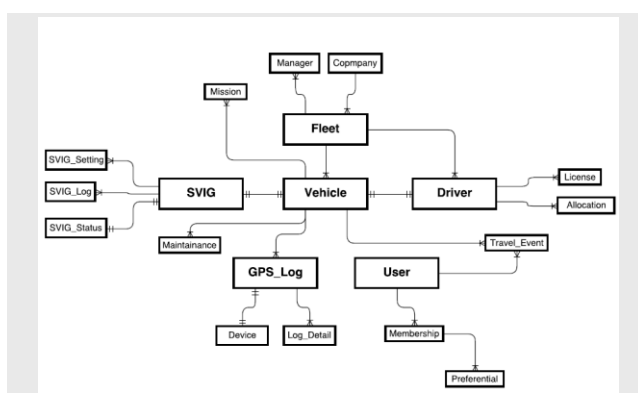 Manager
Copmpany
Mission
Fleet
SVIG_Setting
SVIG_Log
SVIG_Status
SVIG
Vehicle
Driver
License
Allocation
Maintainance
Travel_Event
GPS_Log
User
Device
Log_Detail
Membership
Preferential